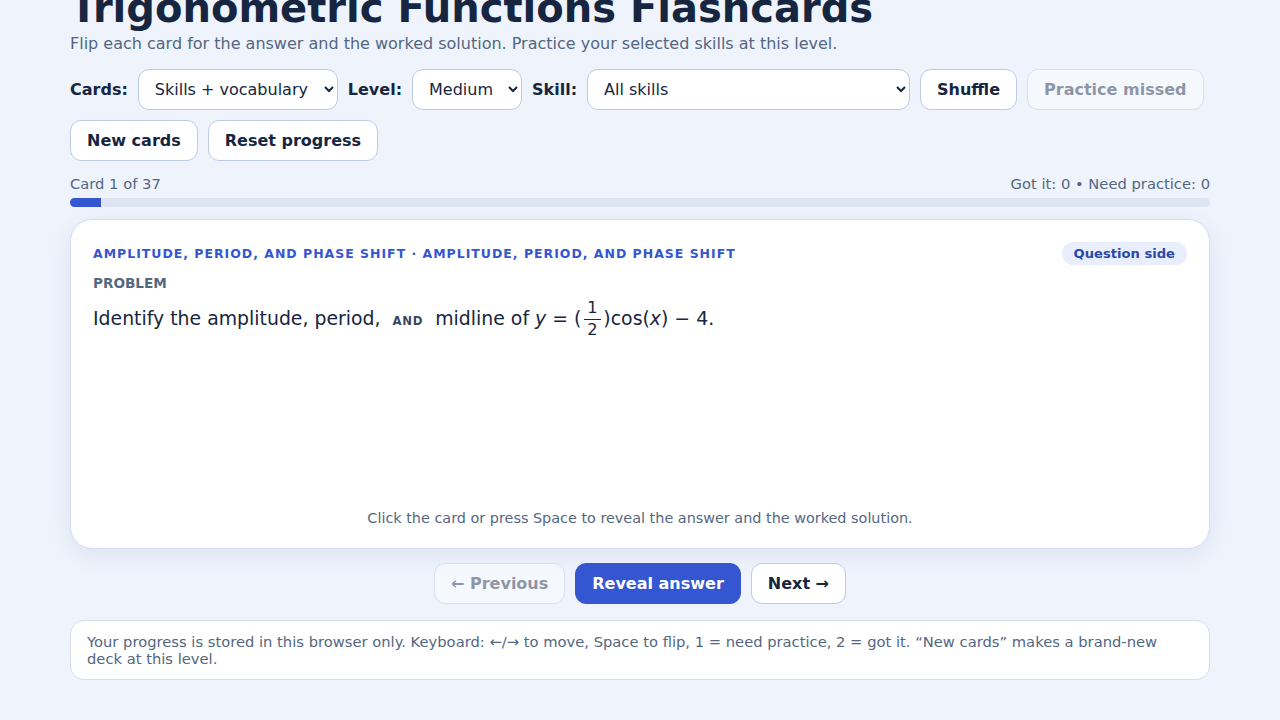 Trigonometric Functions Flashcards
Flip each card for the answer and the worked solution. Practice your selected skills at this level.
Cards: Skills + vocabulary Level: Medium Skill: All skills Shuffle Practice missed
New cards Reset progress
Card 1 of 37 Got it: 0 • Need practice: 0
AMPLITUDE, PERIOD, AND PHASE SHIFT · AMPLITUDE, PERIOD, AND PHASE SHIFT Question side
PROBLEM
Identify the amplitude, period, AND midline of y = (1/2)cos(x) − 4.
Click the card or press Space to reveal the answer and the worked solution.
← Previous Reveal answer Next →
Your progress is stored in this browser only. Keyboard: ←/→ to move, Space to flip, 1 = need practice, 2 = got it. “New cards” makes a brand-new
deck at this level.